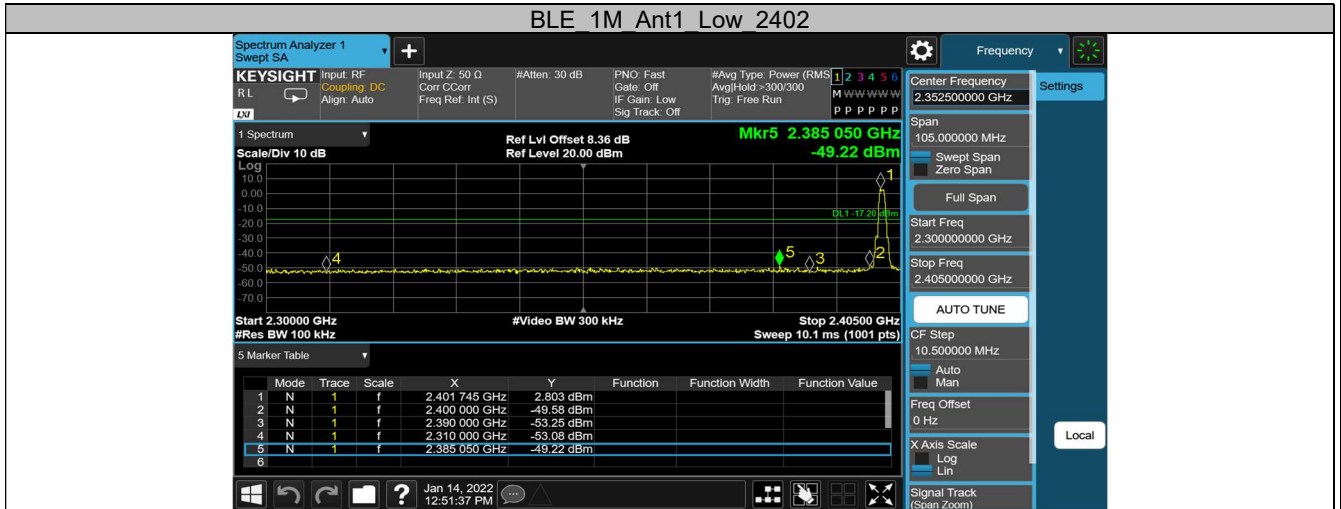 BLE_1M_Ant1_Low_2402
Spectrum Analyzer 1
Swept SA
+
Frequency
KEYSIGHT
RL
LXI
Input: RF
Coupling: DC
Align: Auto
Input Z: 50 Ω
Corr CCorr
Freq Ref: Int (S)
#Atten: 30 dB
PNO: Fast
Gate: Off
IF Gain: Low
Sig Track: Off
#Avg Type: Power (RMS
Avg|Hold:>300/300
Trig: Free Run
1 2 3 4 5 6
M W W W W W
P P P P P P
1 Spectrum
Scale/Div 10 dB
Ref Lvl Offset 8.36 dB
Ref Level 20.00 dBm
Mkr5 2.385 050 GHz
-49.22 dBm
Log
10.0
0.00
-10.0
-20.0
-30.0
-40.0
-50.0
-60.0
-70.0
1
DL1 -17.20 dBm
4
5
3
2
Start 2.30000 GHz
#Res BW 100 kHz
#Video BW 300 kHz
Stop 2.40500 GHz
Sweep 10.1 ms (1001 pts)
5 Marker Table
Mode Trace Scale X Y Function Function Width Function Value
1 N 1 f 2.401 745 GHz 2.803 dBm
2 N 1 f 2.400 000 GHz -49.58 dBm
3 N 1 f 2.390 000 GHz -53.25 dBm
4 N 1 f 2.310 000 GHz -53.08 dBm
5 N 1 f 2.385 050 GHz -49.22 dBm
6
?
Jan 14, 2022
12:51:37 PM
Center Frequency
2.352500000 GHz
Span
105.000000 MHz
Swept Span
Zero Span
Full Span
Start Freq
2.300000000 GHz
Stop Freq
2.405000000 GHz
AUTO TUNE
CF Step
10.500000 MHz
Auto
Man
Freq Offset
0 Hz
X Axis Scale
Log
Lin
Signal Track
(Span Zoom)
Settings
Local